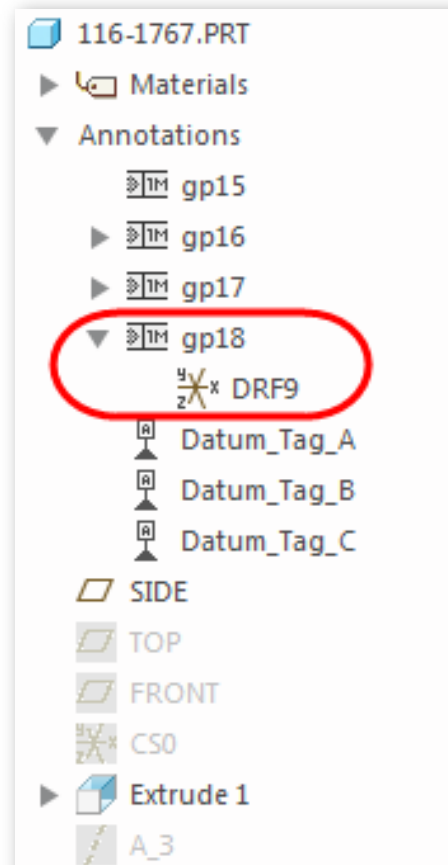 116-1767.PRT
Materials
Annotations
gp15
gp16
gp17
gp18
DRF9
Datum_Tag_A
Datum_Tag_B
Datum_Tag_C
SIDE
TOP
FRONT
CS0
Extrude 1
A_3